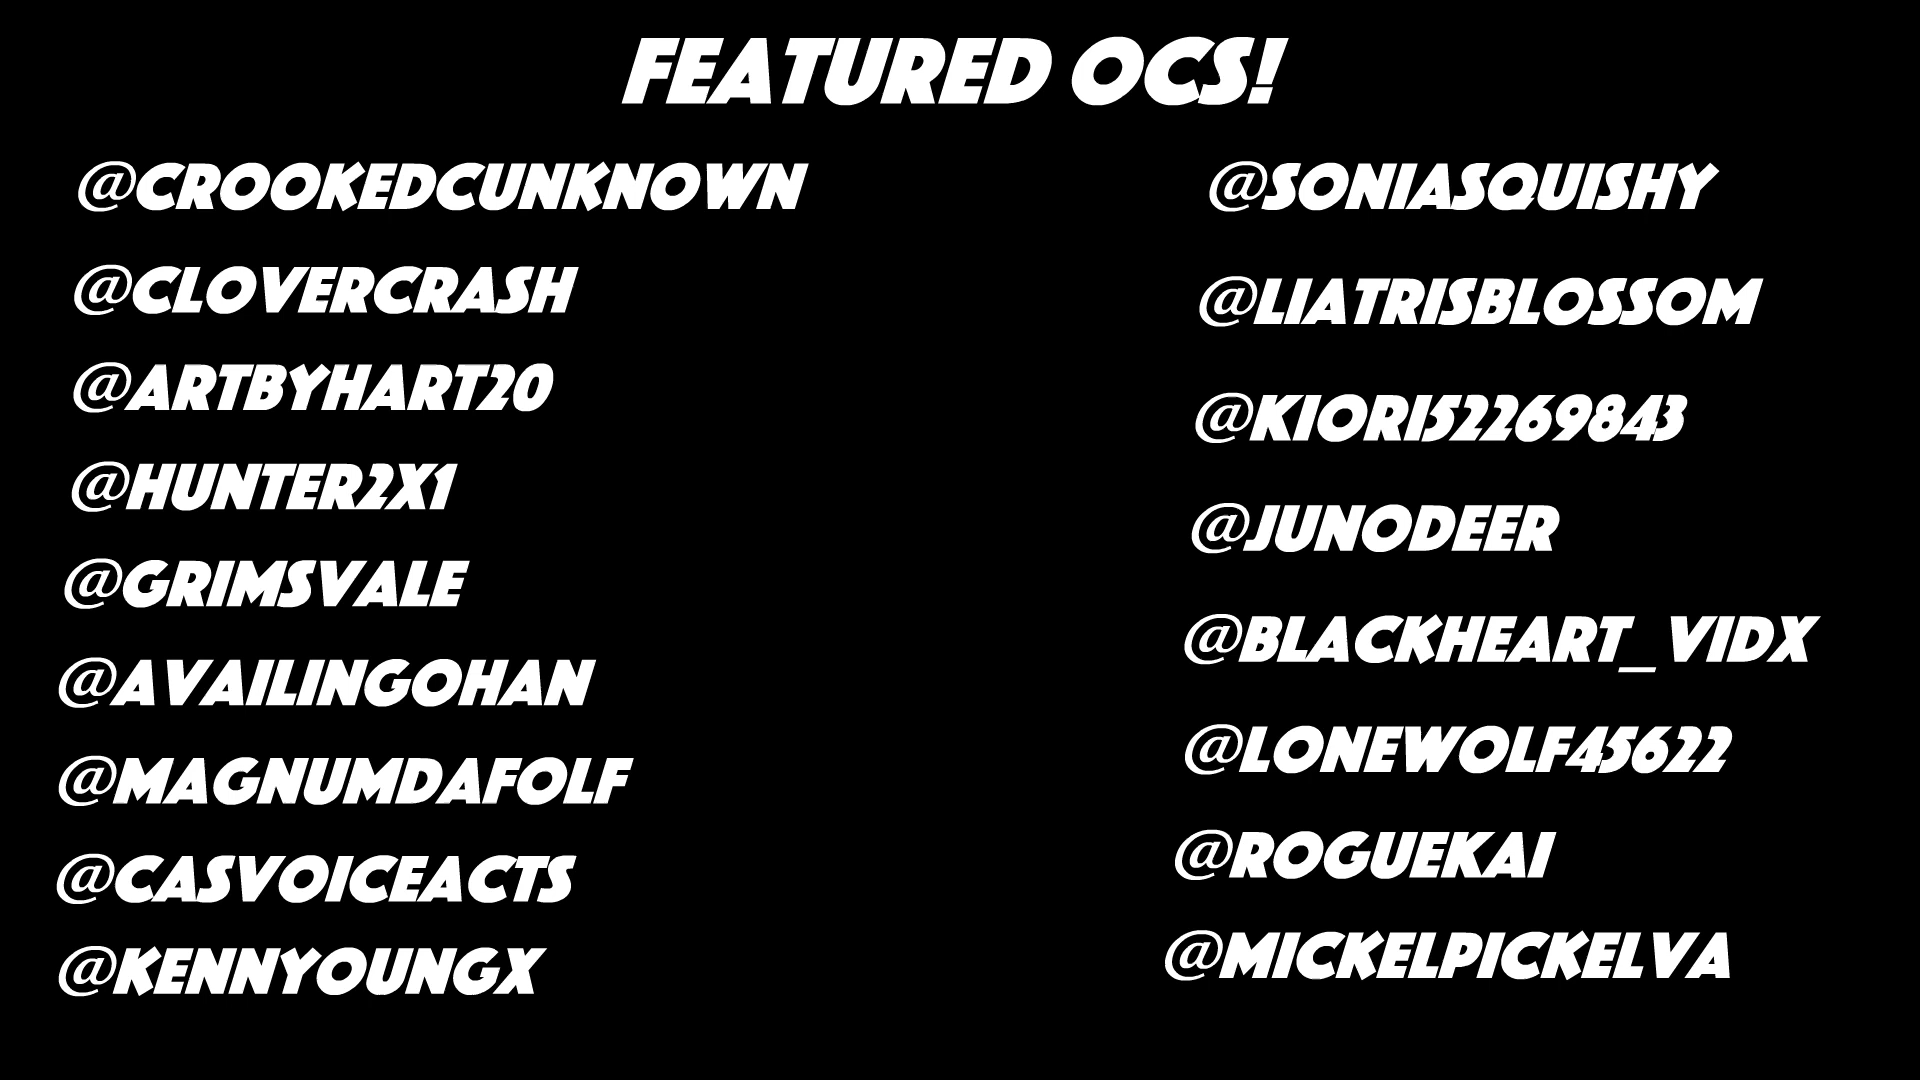 FEATURED OCS!
@CROOKEDCUNKNOWN
@CLOVERCRASH
@ARTBYHART20
@HUNTER2X1
@GRIMSVALE
@AVAILINGOHAN
@MAGNUMDAFOLF
@CASVOICEACTS
@KENNYOUNGX
@SONIASQUISHY
@LIATRISBLOSSOM
@KIORI52269843
@JUNODEER
@BLACKHEART_VIDX
@LONEWOLF45622
@ROGUEKAI
@MICKELPICKELVA